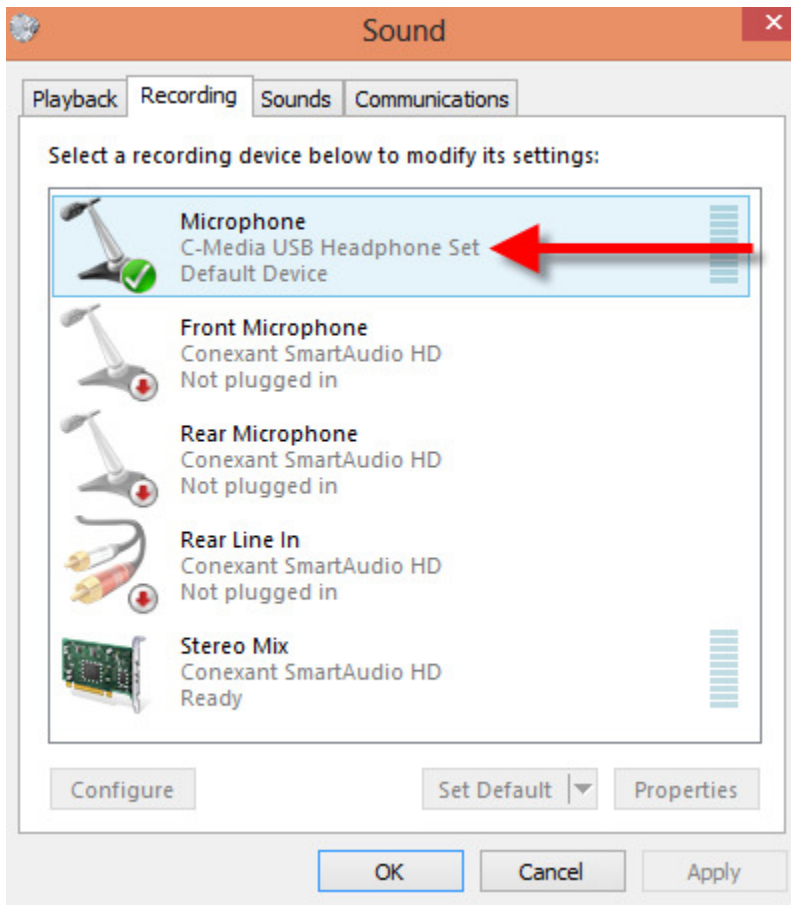 Sound
Playback Recording Sounds Communications
Select a recording device below to modify its settings:
Microphone
C-Media USB Headphone Set
Default Device
Front Microphone
Conexant SmartAudio HD
Not plugged in
Rear Microphone
Conexant SmartAudio HD
Not plugged in
Rear Line In
Conexant SmartAudio HD
Not plugged in
Stereo Mix
Conexant SmartAudio HD
Ready
Configure Set Default Properties
OK Cancel Apply